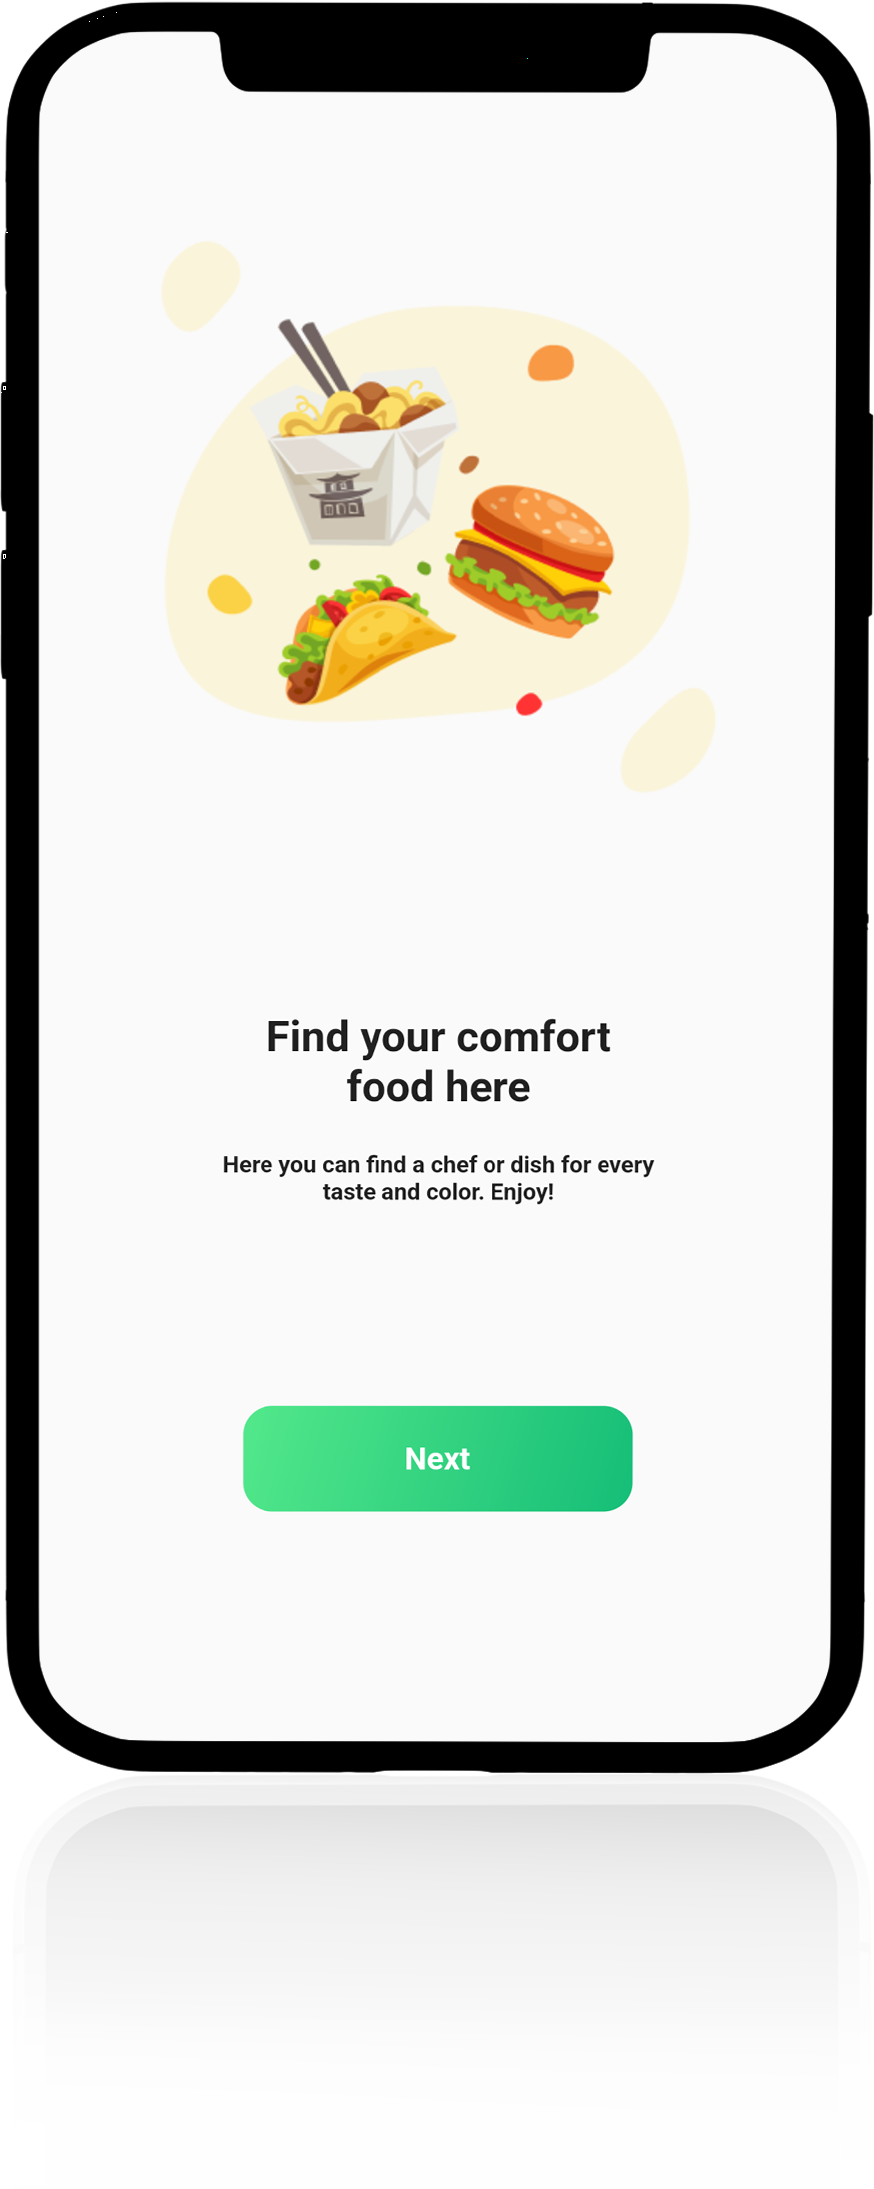 Find your comfort
food here
Here you can find a chef or dish for every
taste and color. Enjoy!
Next